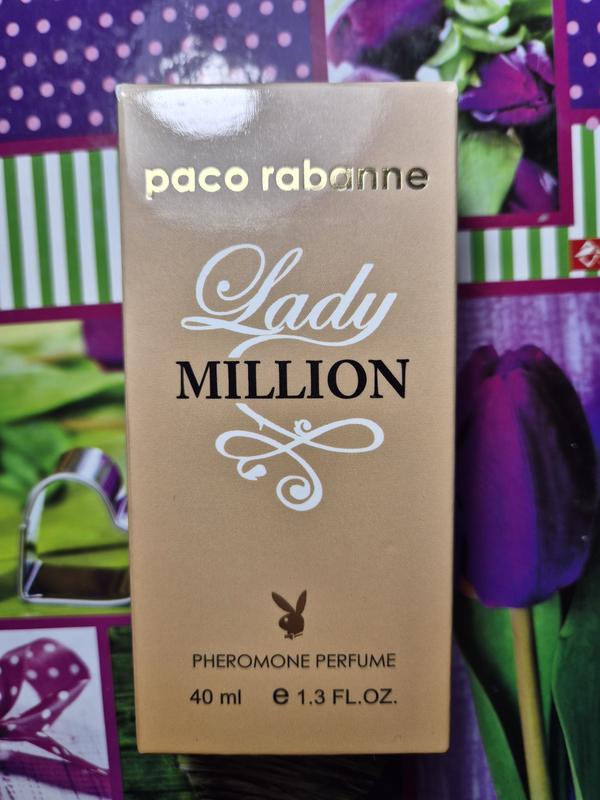 paco rabanne
Lady
MILLION
PHEROMONE PERFUME
40 ml e 1.3 FL.OZ.